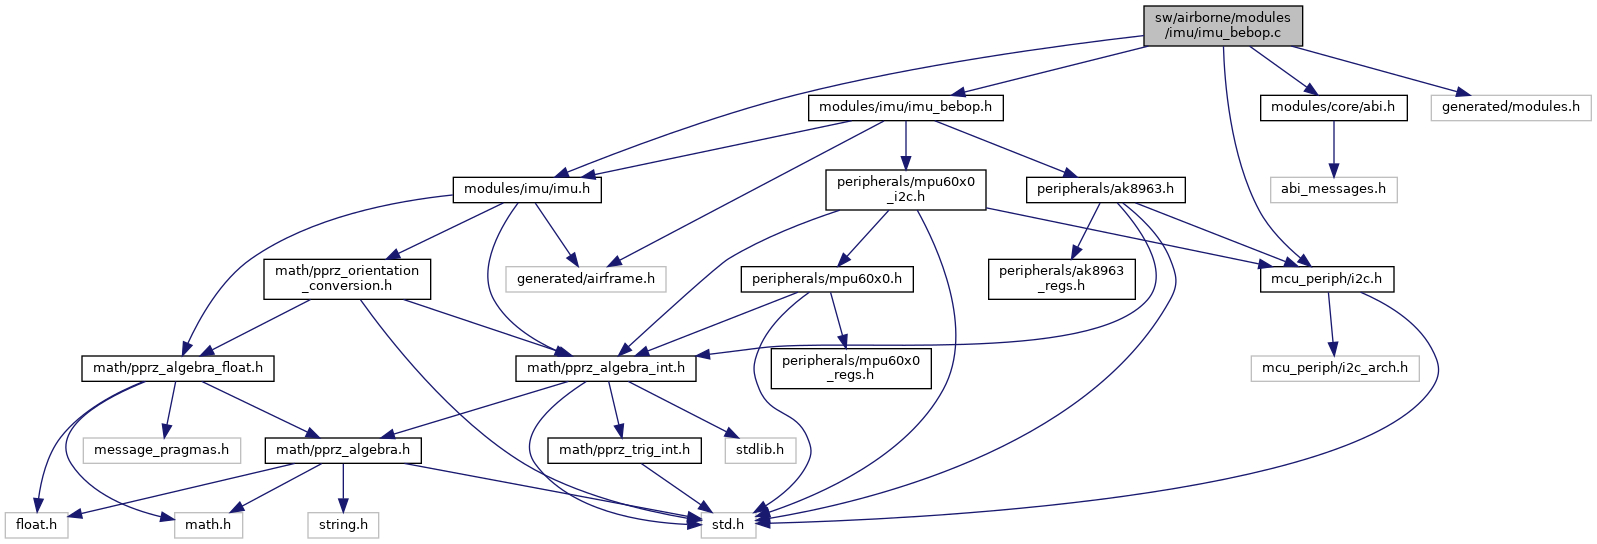 sw/airborne/modules
/imu/imu_bebop.c
modules/imu/imu_bebop.h
modules/core/abi.h
generated/modules.h
modules/imu/imu.h
peripherals/mpu60x0
_i2c.h
peripherals/ak8963.h
abi_messages.h
math/pprz_orientation
_conversion.h
generated/airframe.h
peripherals/mpu60x0.h
peripherals/ak8963
_regs.h
mcu_periph/i2c.h
math/pprz_algebra_float.h
math/pprz_algebra_int.h
peripherals/mpu60x0
_regs.h
mcu_periph/i2c_arch.h
message_pragmas.h
math/pprz_algebra.h
math/pprz_trig_int.h
stdlib.h
float.h
math.h
string.h
std.h